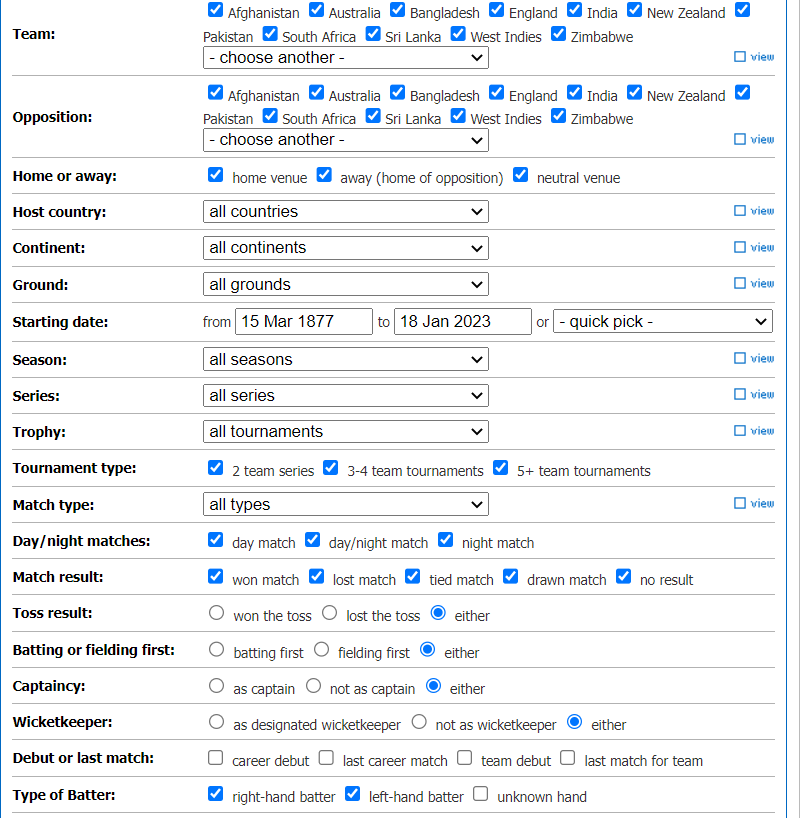 Afghanistan Australia Bangladesh England India New Zealand
Team:
Pakistan South Africa Sri Lanka West Indies Zimbabwe
- choose another - view
Afghanistan Australia Bangladesh England India New Zealand
Opposition:
Pakistan South Africa Sri Lanka West Indies Zimbabwe
- choose another - view
Home or away: home venue away (home of opposition) neutral venue
Host country: all countries view
Continent: all continents view
Ground: all grounds view
Starting date: from 15 Mar 1877 to 18 Jan 2023 or - quick pick -
Season: all seasons view
Series: all series view
Trophy: all tournaments view
Tournament type: 2 team series 3-4 team tournaments 5+ team tournaments
Match type: all types view
Day/night matches: day match day/night match night match
Match result: won match lost match tied match drawn match no result
Toss result: won the toss lost the toss either
Batting or fielding first: batting first fielding first either
Captaincy: as captain not as captain either
Wicketkeeper: as designated wicketkeeper not as wicketkeeper either
Debut or last match: career debut last career match team debut last match for team
Type of Batter: right-hand batter left-hand batter unknown hand